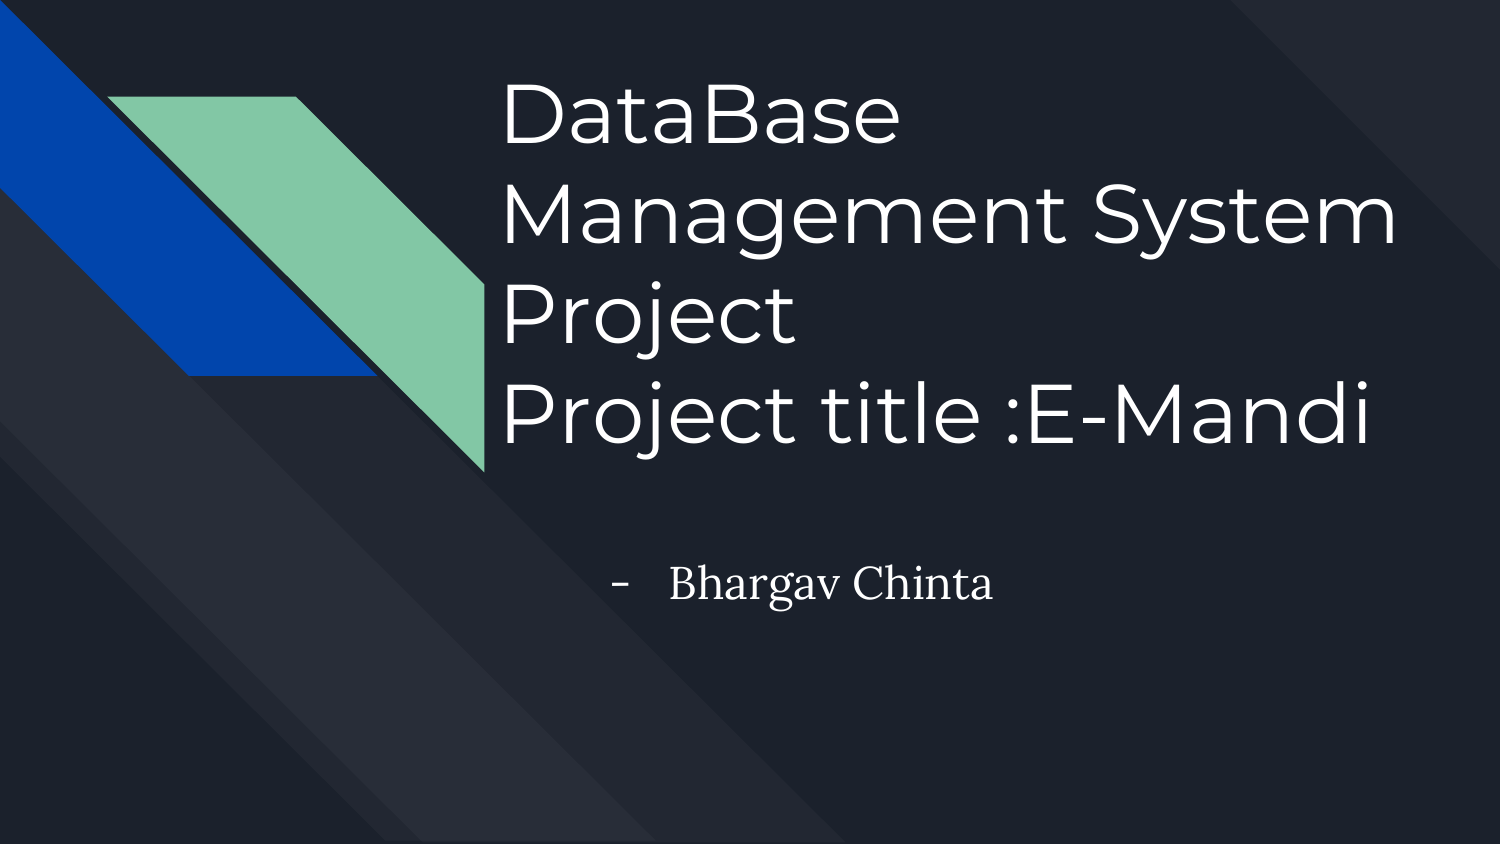 DataBase
Management System
Project
Project title :E-Mandi
- Bhargav Chinta